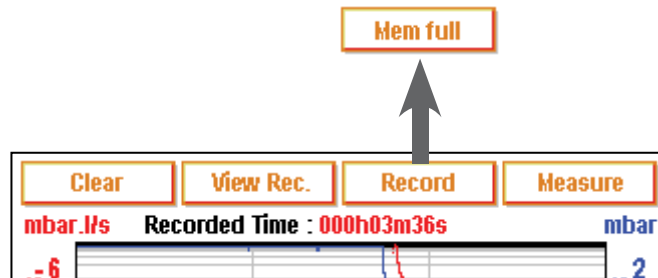 Mem full
Clear View Rec. Record Measure
mbar.l/s Recorded Time : 000h03m36s mbar
- 6 2